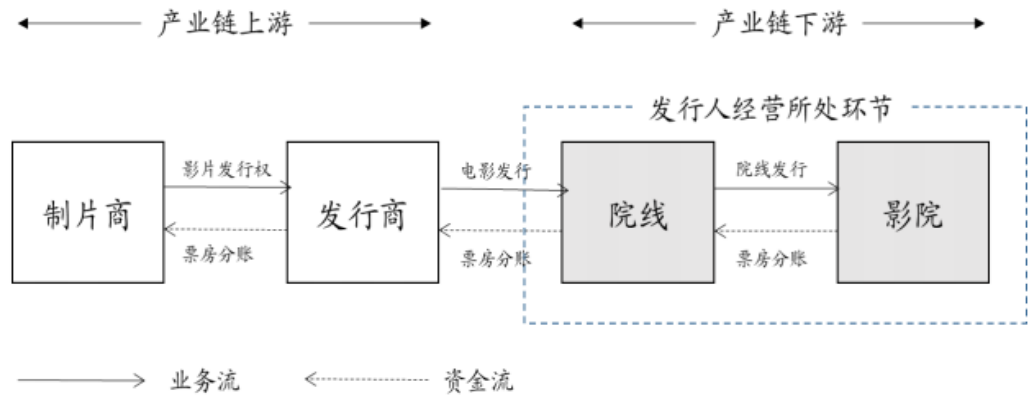 产业链上游
产业链下游
发行人经营所处环节
制片商
影片发行权
票房分账
发行商
电影发行
票房分账
院线
院线发行
票房分账
影院
业务流
资金流